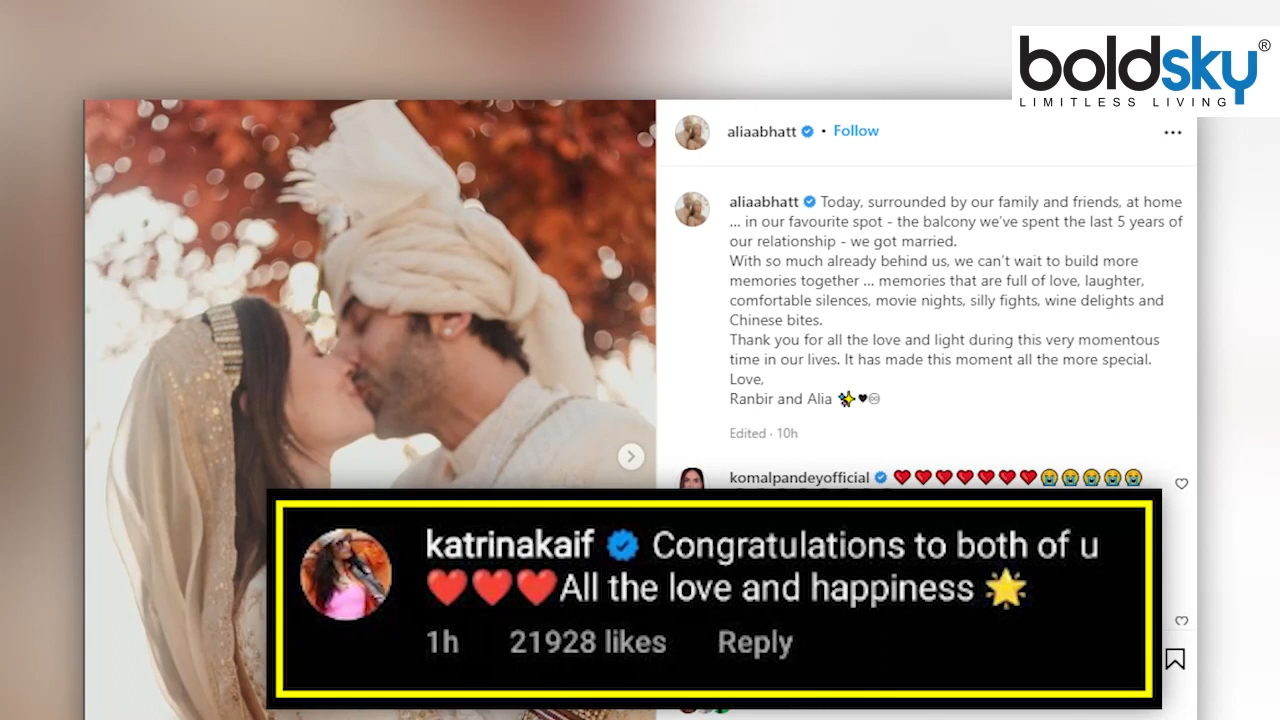 boldsky®
LIMITLESS LIVING
aliaabhatt • Follow
aliaabhatt Today, surrounded by our family and friends, at home
... in our favourite spot - the balcony we've spent the last 5 years of
our relationship - we got married.
With so much already behind us, we can't wait to build more
memories together ... memories that are full of love, laughter,
comfortable silences, movie nights, silly fights, wine delights and
Chinese bites.
Thank you for all the love and light during this very momentous
time in our lives. It has made this moment all the more special.
Love,
Ranbir and Alia ✨♥♾
Edited · 10h
komalpandeyofficial ❤❤❤❤❤❤❤😭😭😭😭😭
katrinakaif Congratulations to both of u
❤️❤️❤️All the love and happiness 🌟
1h 21928 likes Reply